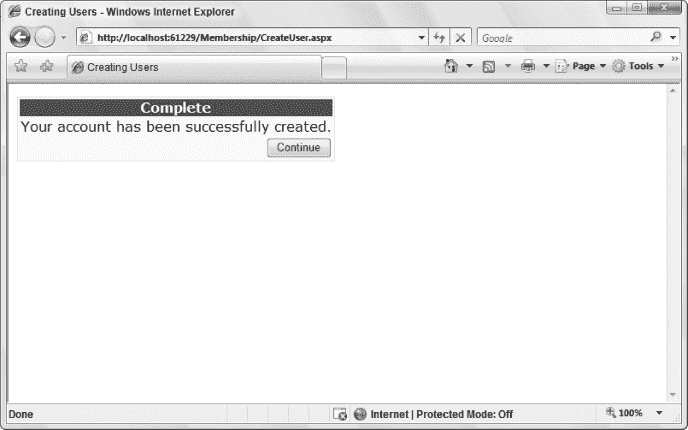 Creating Users - Windows Internet Explorer
http://localhost:61229/Membership/CreateUser.aspx
Google
Creating Users
Page
Tools
Complete
Your account has been successfully created.
Continue
Done
Internet | Protected Mode: Off
100%